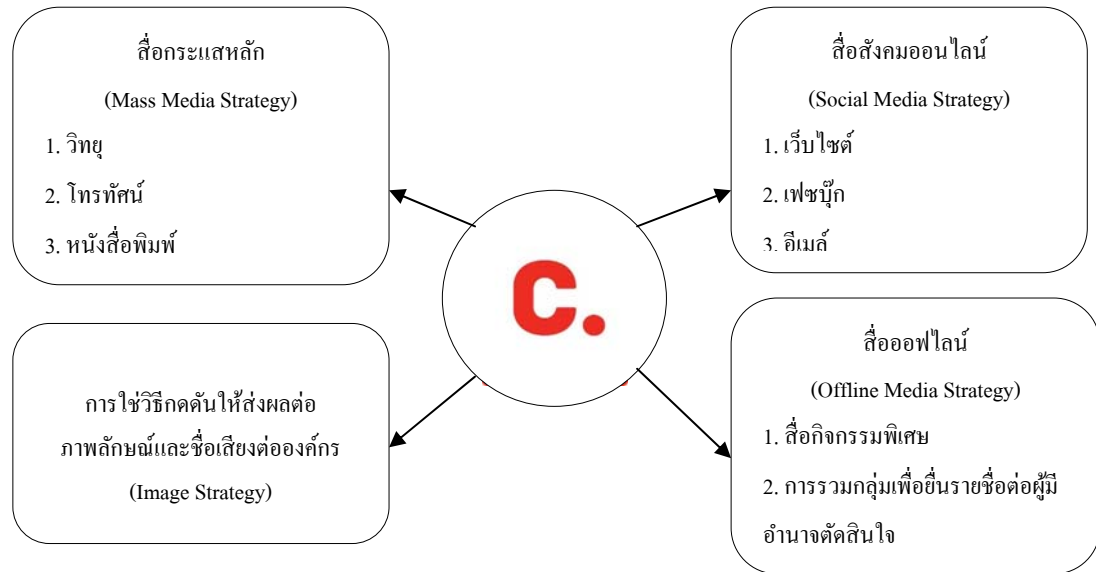 สื่อกระแสหลัก
(Mass Media Strategy)
1. วิทยุ
2. โทรทัศน์
3. หนังสือพิมพ์
สื่อสังคมออนไลน์
(Social Media Strategy)
1. เว็บไซต์
2. เฟซบุ๊ก
3. อีเมล์
C.
การใช่วิธีกดดันให้ส่งผลต่อ
ภาพลักษณ์และชื่อเสียงต่อองค์กร
(Image Strategy)
สื่อออฟไลน์
(Offline Media Strategy)
1. สื่อกิจกรรมพิเศษ
2. การรวมกลุ่มเพื่อยื่นรายชื่อต่อผู้มี
อำนาจตัดสินใจ